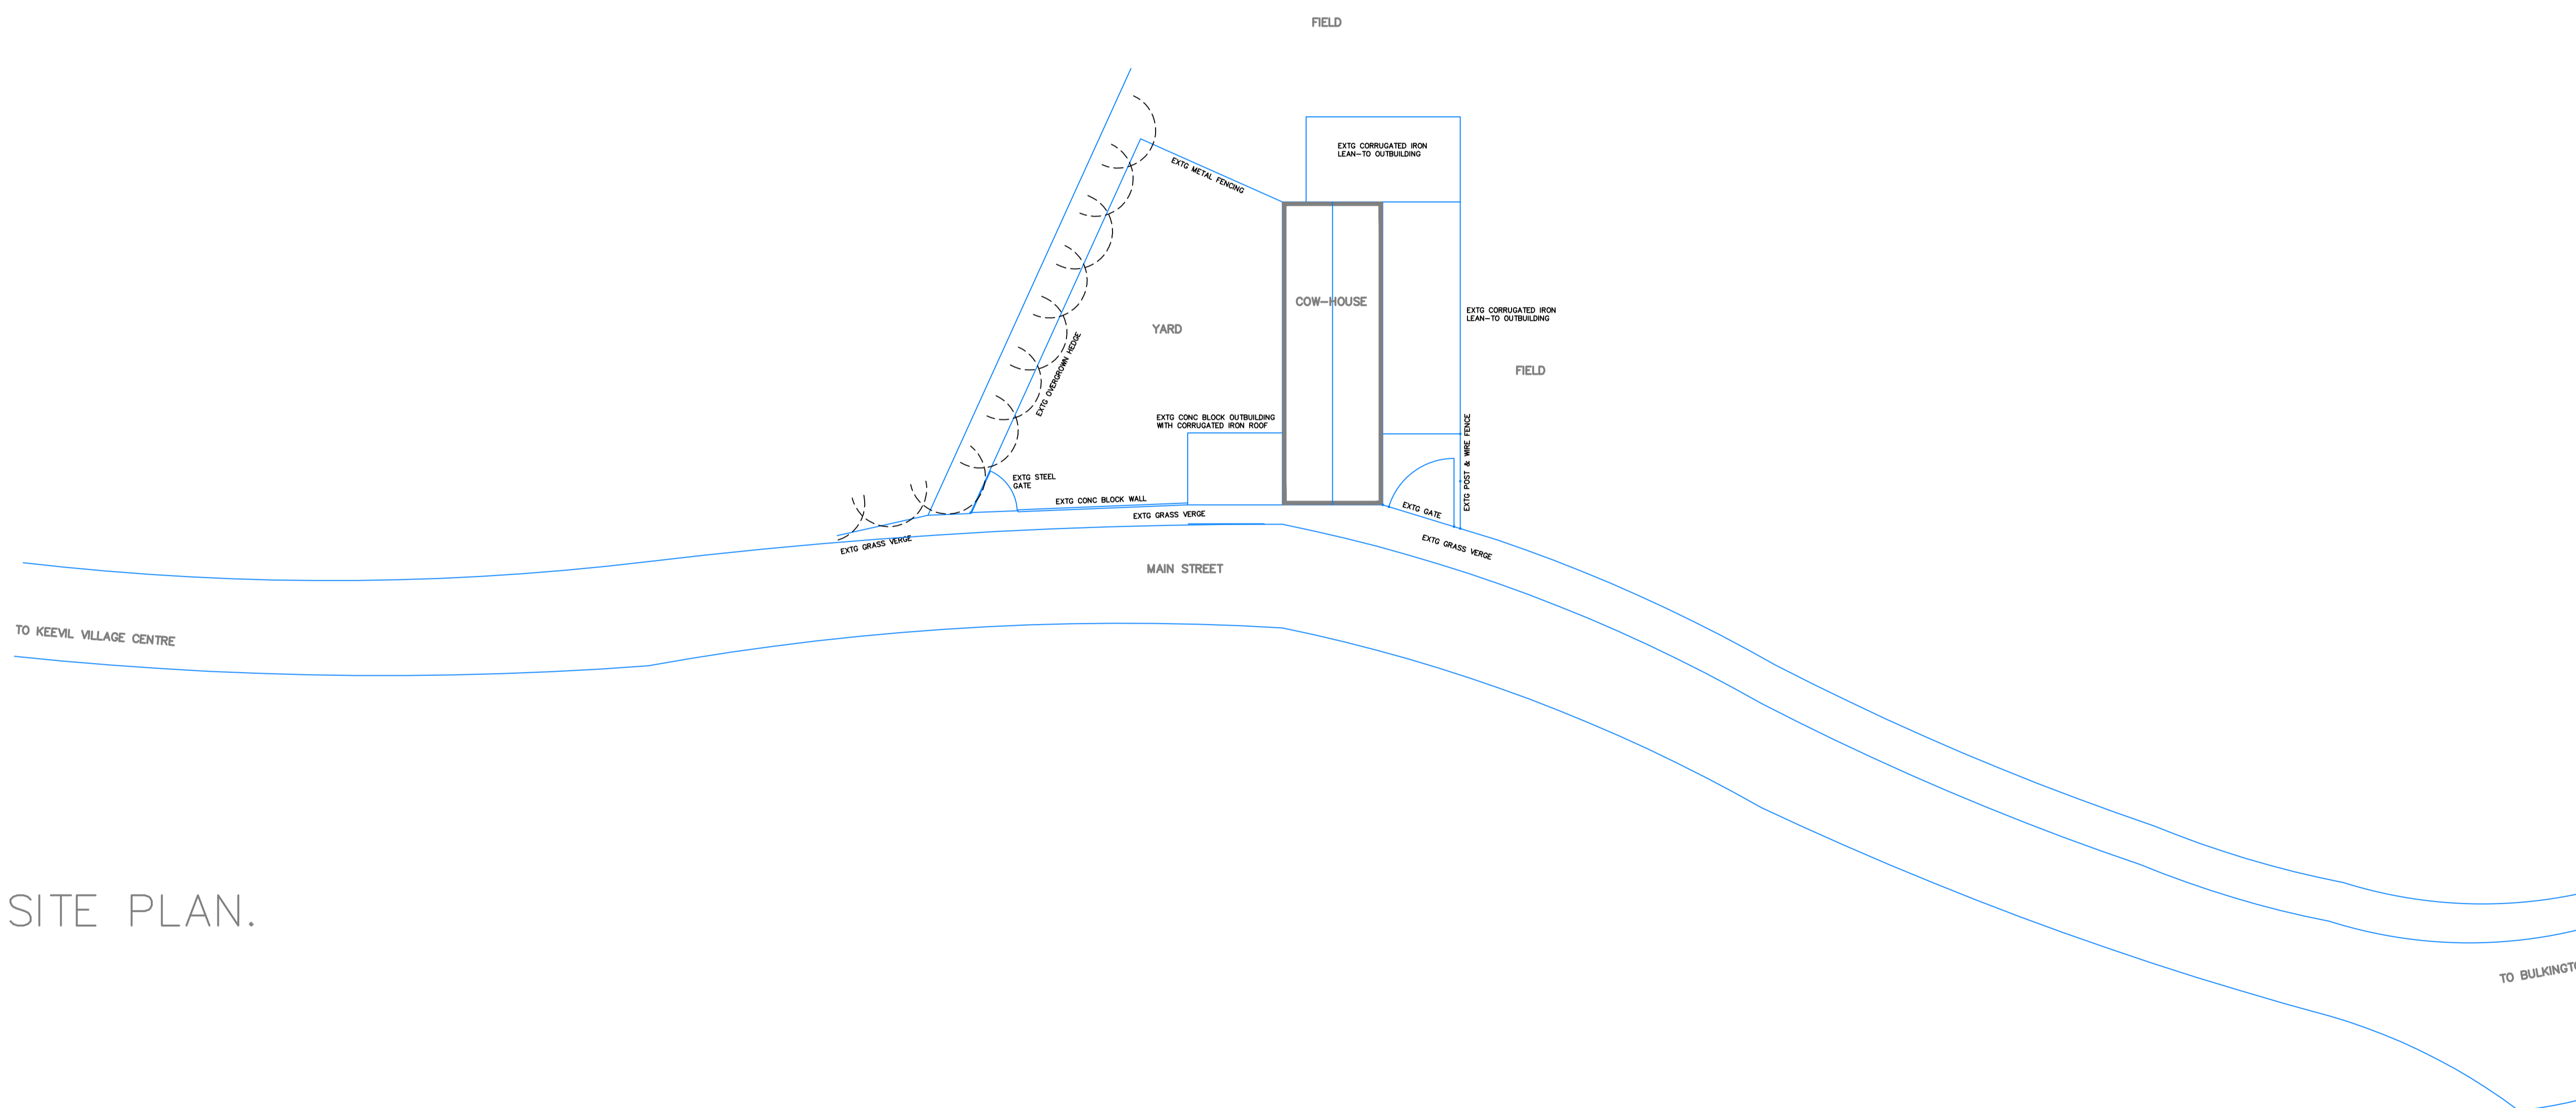 FIELD
EXTG CORRUGATED IRON
LEAN-TO OUTBUILDING
EXTG METAL FENCING
COW-HOUSE
EXTG CORRUGATED IRON
LEAN-TO OUTBUILDING
YARD
EXTG OVERGROWN HEDGE
FIELD
EXTG CONC BLOCK OUTBUILDING
WITH CORRUGATED IRON ROOF
EXTG POST & WIRE FENCE
EXTG STEEL
GATE
EXTG CONC BLOCK WALL
EXTG GATE
EXTG GRASS VERGE
EXTG GRASS VERGE
EXTG GRASS VERGE
MAIN STREET
TO KEEVIL VILLAGE CENTRE
SITE PLAN.
TO